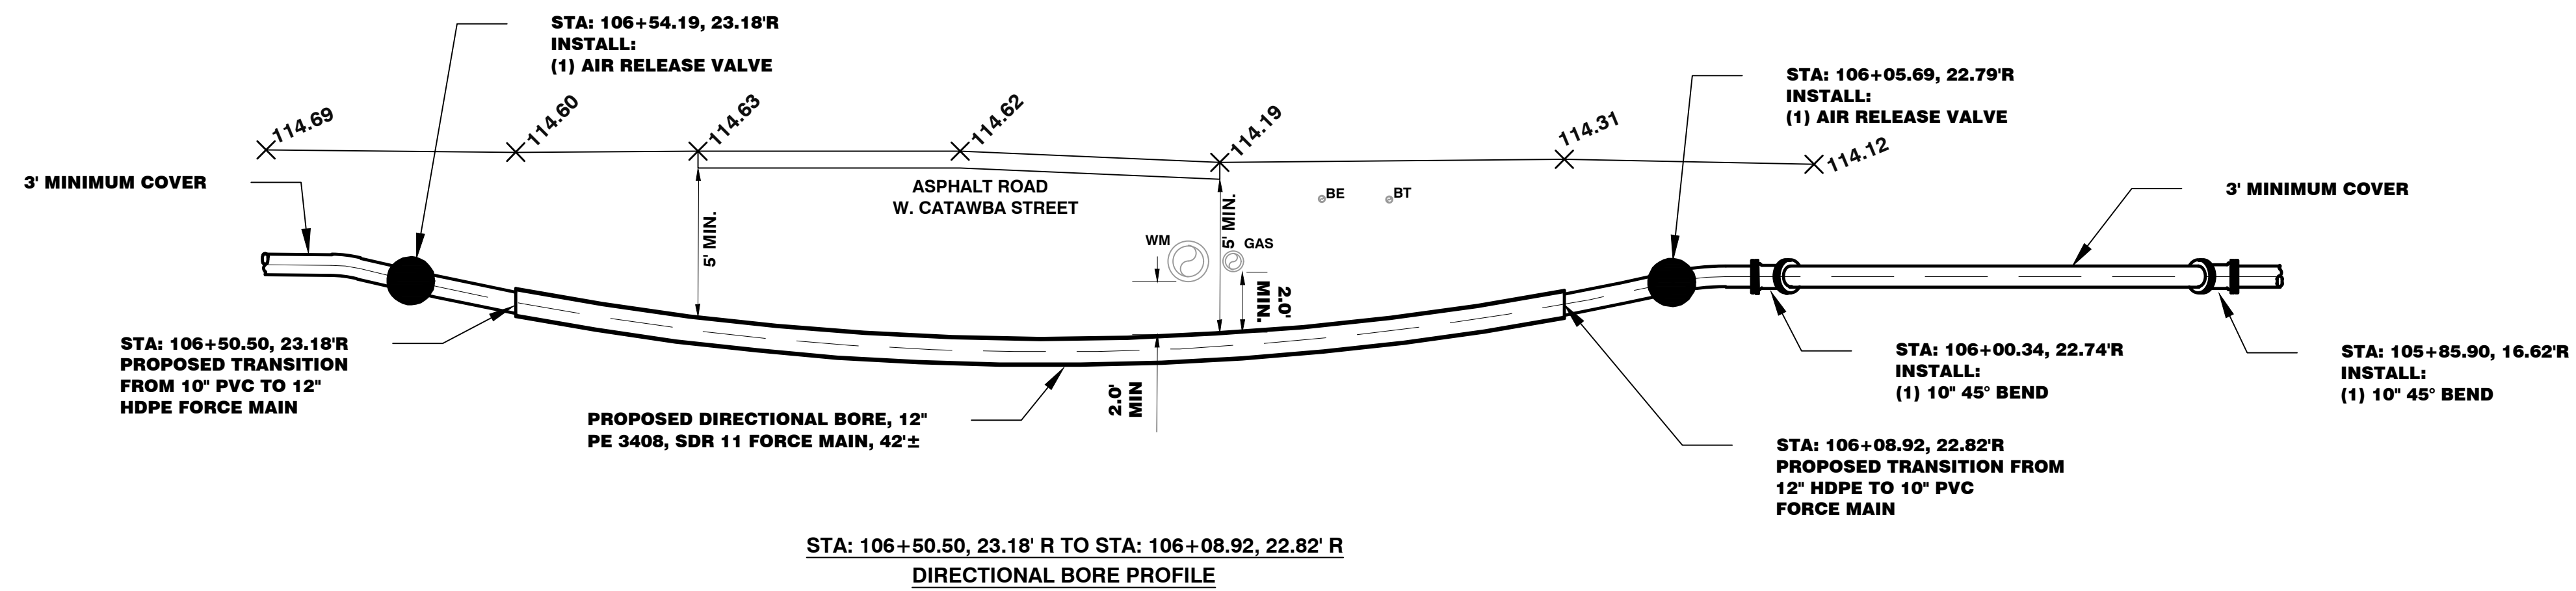 STA: 106+54.19, 23.18'R
INSTALL:
(1) AIR RELEASE VALVE
STA: 106+05.69, 22.79'R
INSTALL:
(1) AIR RELEASE VALVE
114.69
114.60
114.63
114.62
114.19
114.31
114.12
3' MINIMUM COVER
ASPHALT ROAD
W. CATAWBA STREET
BE
BT
3' MINIMUM COVER
5' MIN.
5' MIN.
WM
GAS
2.0'
MIN.
STA: 106+50.50, 23.18'R
PROPOSED TRANSITION
FROM 10" PVC TO 12"
HDPE FORCE MAIN
2.0'
MIN
PROPOSED DIRECTIONAL BORE, 12"
PE 3408, SDR 11 FORCE MAIN, 42'±
STA: 106+00.34, 22.74'R
INSTALL:
(1) 10" 45° BEND
STA: 105+85.90, 16.62'R
INSTALL:
(1) 10" 45° BEND
STA: 106+08.92, 22.82'R
PROPOSED TRANSITION FROM
12" HDPE TO 10" PVC
FORCE MAIN
STA: 106+50.50, 23.18' R TO STA: 106+08.92, 22.82' R
DIRECTIONAL BORE PROFILE